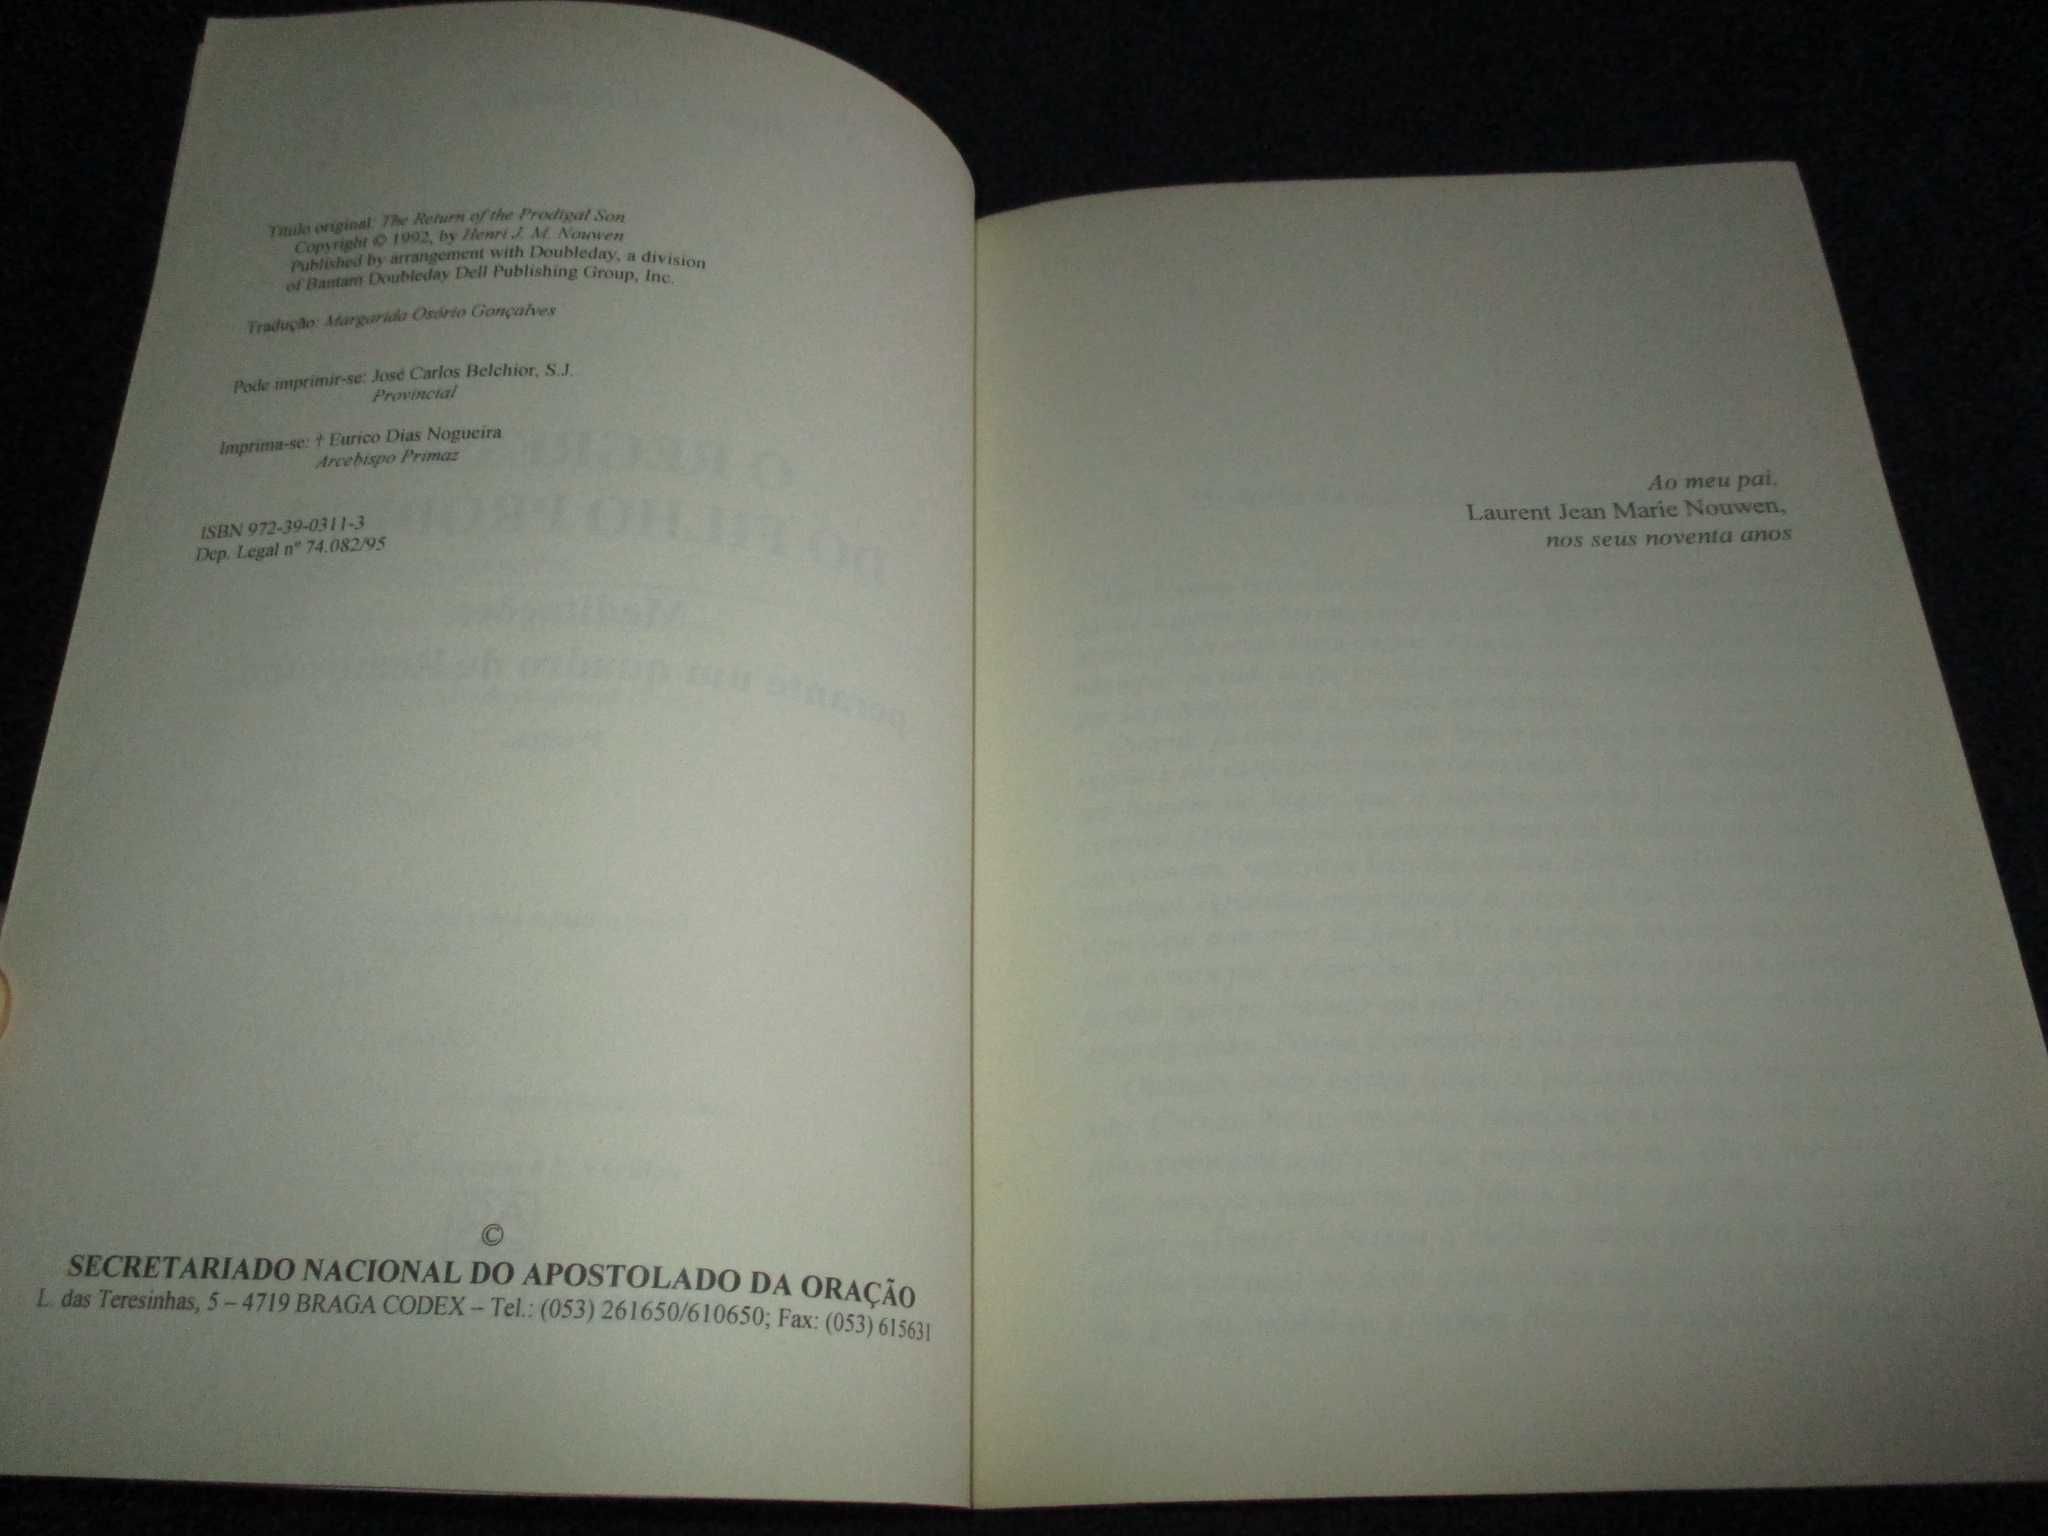 Título original: The Return of the Prodigal Son
Copyright © 1992, by Henri J. M. Nouwen
Published by arrangement with Doubleday, a division
of Bantam Doubleday Dell Publishing Group, Inc.
Tradução: Margarida Osório Gonçalves
Pode imprimir-se: José Carlos Belchior, S.J.
Provincial
Imprima-se: † Eurico Dias Nogueira
Arcebispo Primaz
ISBN 972-39-0311-3
Dep. Legal nº 74.082/95
©
SECRETARIADO NACIONAL DO APOSTOLADO DA ORAÇÃO
L. das Teresinhas, 5 – 4719 BRAGA CODEX – Tel.: (053) 261650/610650; Fax: (053) 615631
Ao meu pai,
Laurent Jean Marie Nouwen,
nos seus noventa anos